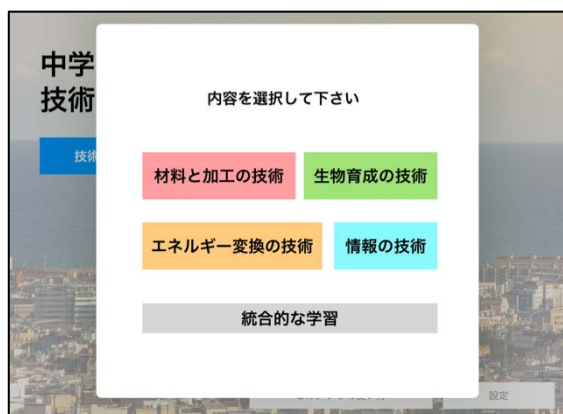 中学
技術
技術
内容を選択して下さい
材料と加工の技術
生物育成の技術
エネルギー変換の技術
情報の技術
統合的な学習
設定